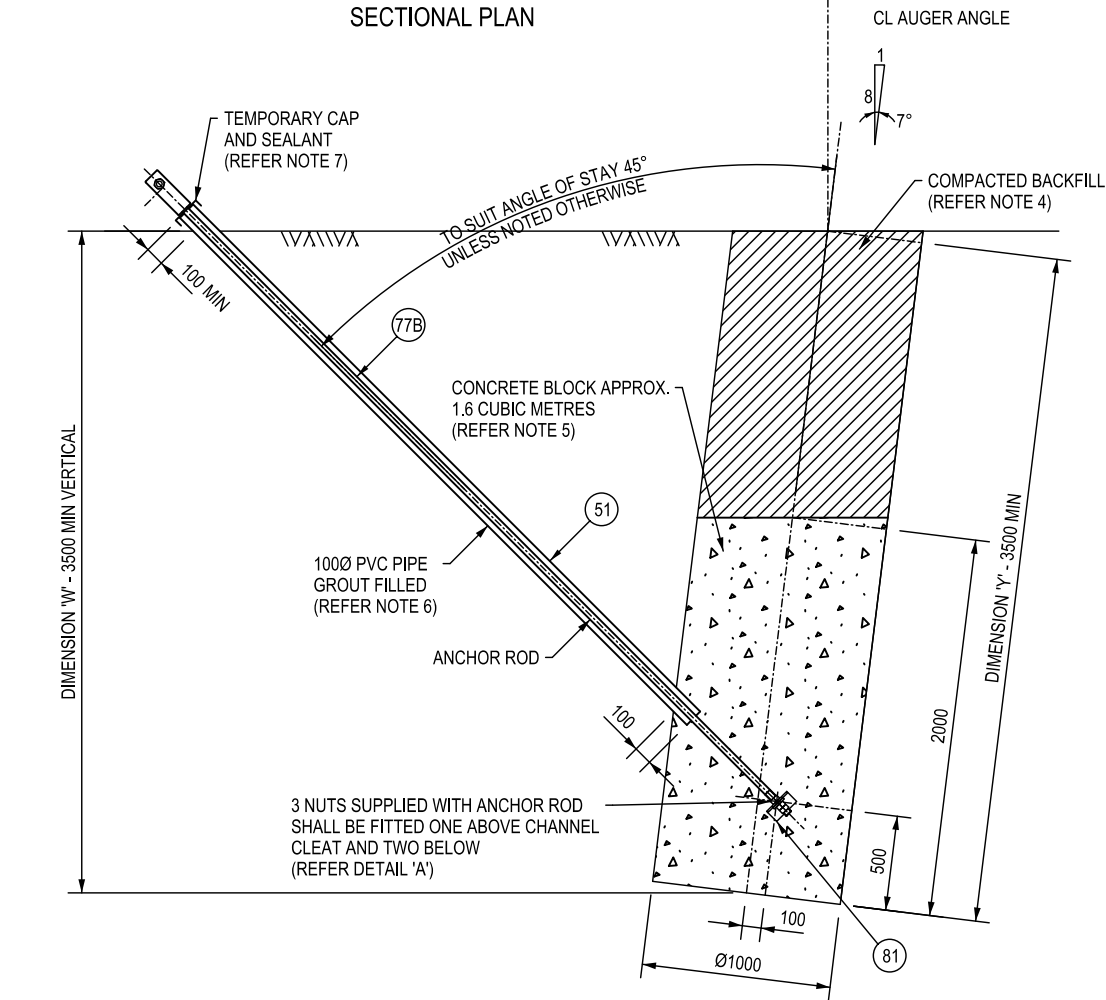 SECTIONAL PLAN
CL AUGER ANGLE
1
8
7°
TEMPORARY CAP
AND SEALANT
(REFER NOTE 7)
TO SUIT ANGLE OF STAY 45°
UNLESS NOTED OTHERWISE
COMPACTED BACKFILL
(REFER NOTE 4)
100 MIN
77B
CONCRETE BLOCK APPROX.
1.6 CUBIC METRES
(REFER NOTE 5)
DIMENSION 'W' - 3500 MIN VERTICAL
51
DIMENSION 'Y' - 3500 MIN
100Ø PVC PIPE
GROUT FILLED
(REFER NOTE 6)
ANCHOR ROD
2000
100
3 NUTS SUPPLIED WITH ANCHOR ROD
SHALL BE FITTED ONE ABOVE CHANNEL
CLEAT AND TWO BELOW
(REFER DETAIL 'A')
500
100
81
Ø1000